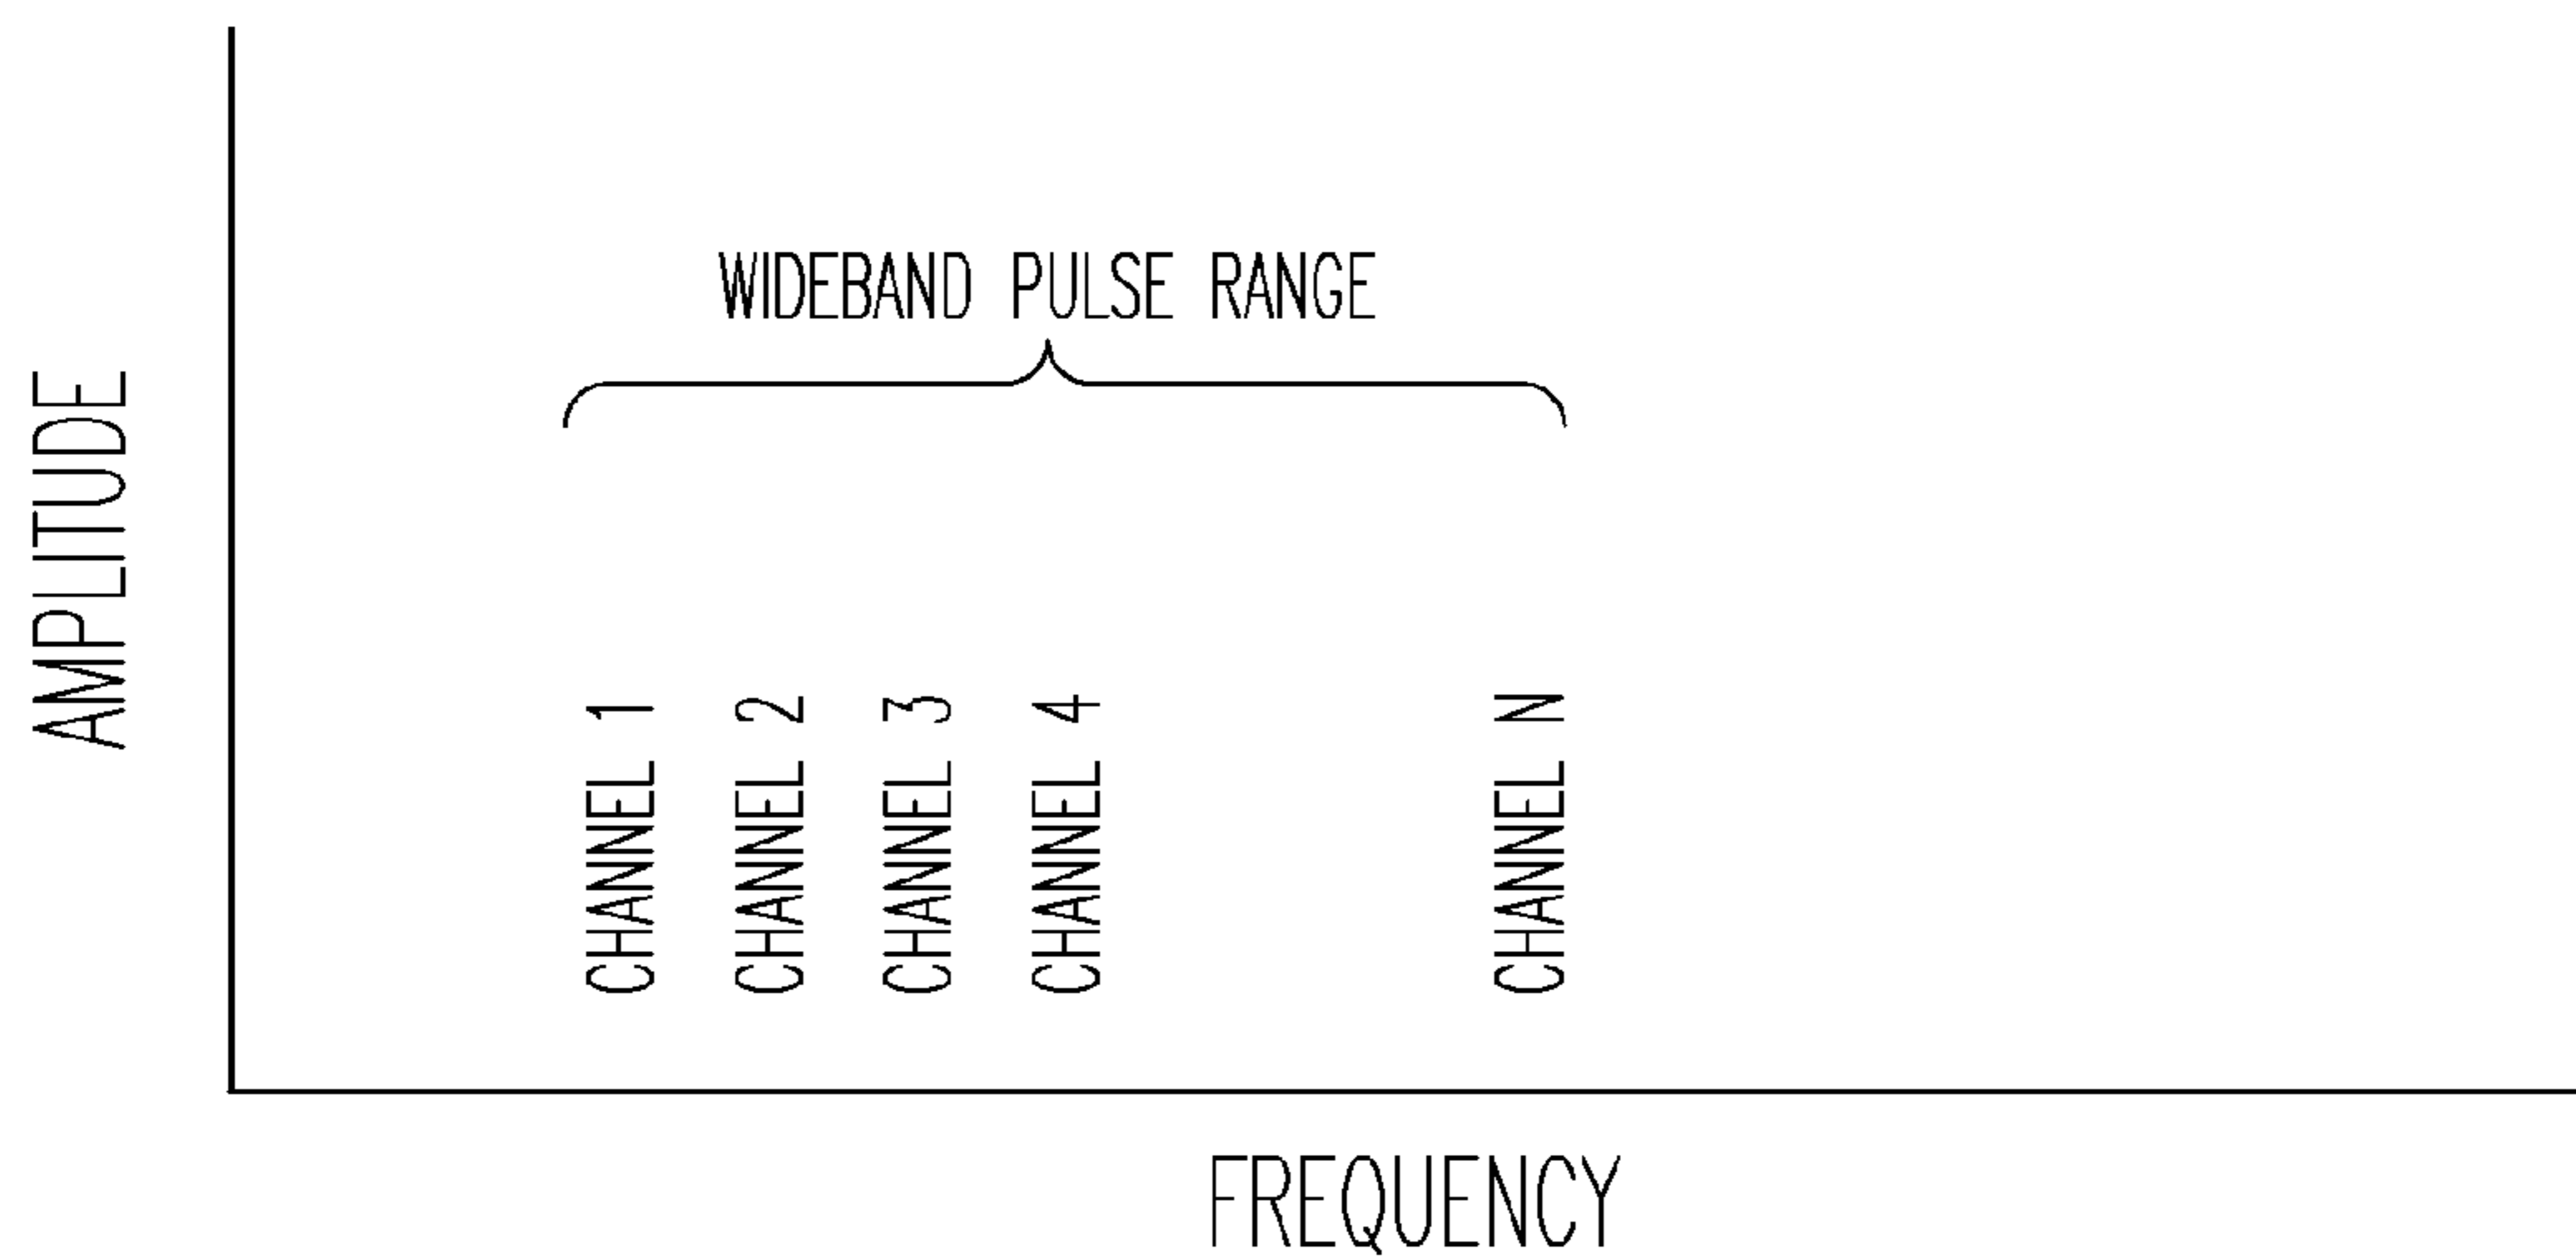 WIDEBAND PULSE RANGE
AMPLITUDE
CHANNEL 1
CHANNEL 2
CHANNEL 3
CHANNEL 4
CHANNEL N
FREQUENCY